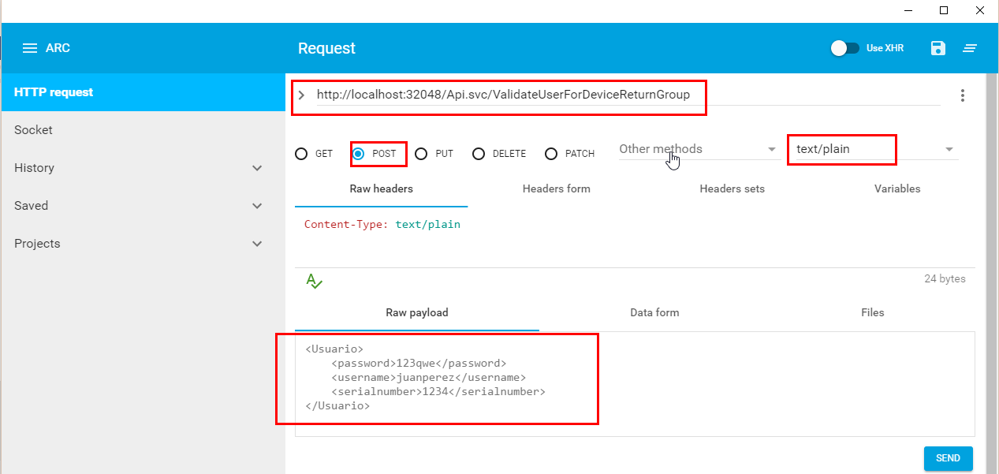 ARC
Request
Use XHR
HTTP request
Socket
History
Saved
Projects
http://localhost:32048/Api.svc/ValidateUserForDeviceReturnGroup
GET POST PUT DELETE PATCH Other methods text/plain
Raw headers Headers form Headers sets Variables
Content-Type: text/plain
24 bytes
Raw payload Data form Files
<Usuario>
    <password>123qwe</password>
    <username>juanperez</username>
    <serialnumber>1234</serialnumber>
</Usuario>
SEND